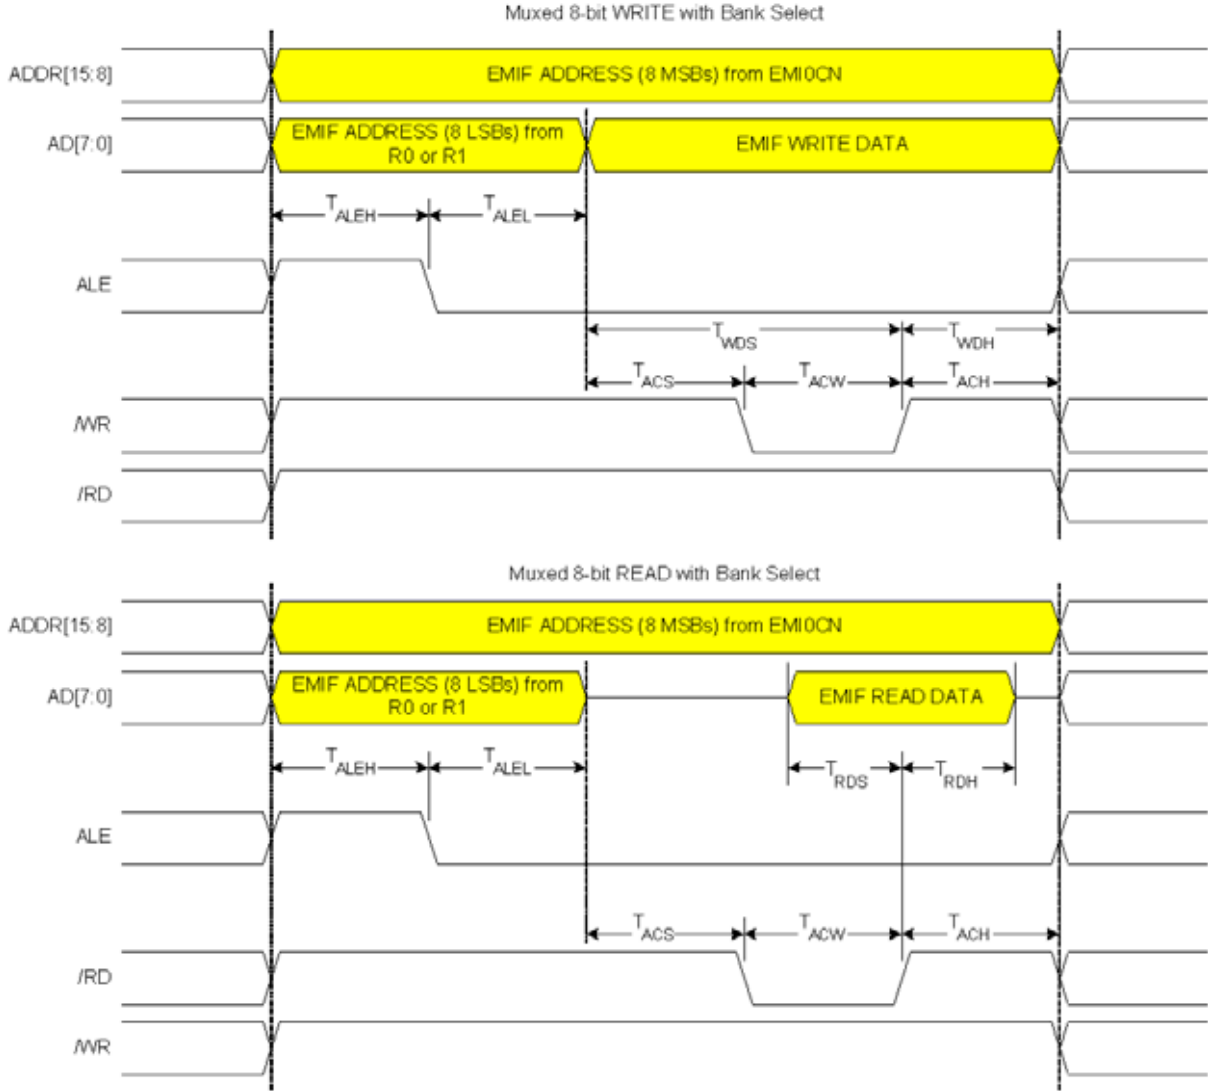 Muxed 8-bit WRITE with Bank Select
ADDR[15:8]
EMIF ADDRESS (8 MSBs) from EMI0CN
AD[7:0]
EMIF ADDRESS (8 LSBs) from
R0 or R1
EMIF WRITE DATA
TALEH
TALEL
ALE
TWDS
TWDH
TACS
TACW
TACH
/WR
/RD
Muxed 8-bit READ with Bank Select
ADDR[15:8]
EMIF ADDRESS (8 MSBs) from EMI0CN
AD[7:0]
EMIF ADDRESS (8 LSBs) from
R0 or R1
EMIF READ DATA
TALEH
TALEL
TRDS
TRDH
ALE
TACS
TACW
TACH
/RD
/WR